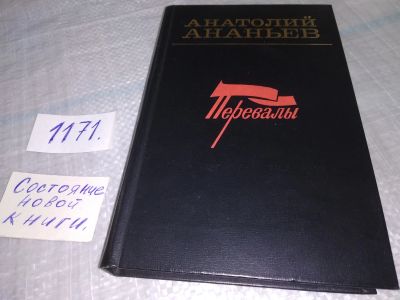 АНАТОЛИЙ
АНАНЬЕВ
Перевалы
1171.
Состояние
новой
книги.